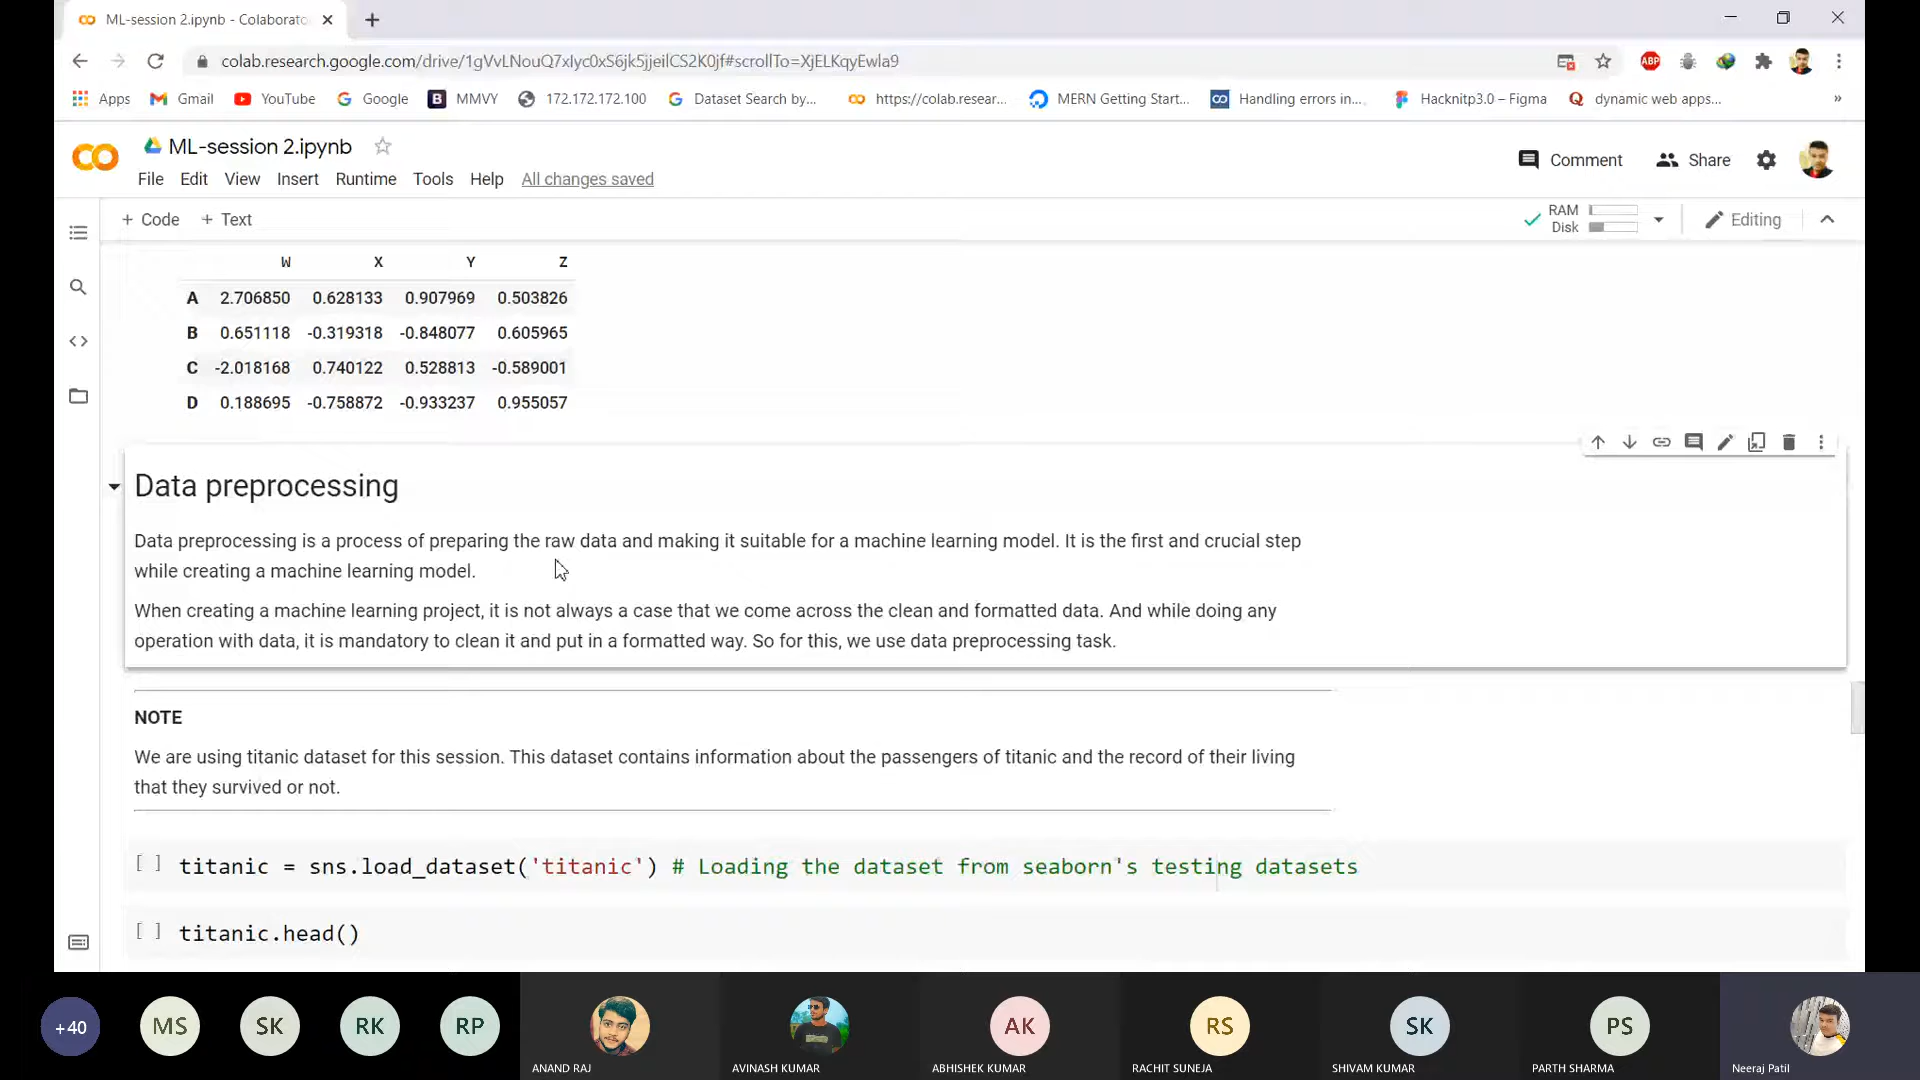 ML-session 2.ipynb - Colaborato
colab.research.google.com/drive/1gVvLNouQ7xIyc0xS6jk5jjeilCS2K0jf#scrollTo=XjELKqyEwla9
ABP
Apps Gmail YouTube Google MMVY 172.172.172.100 Dataset Search by... https://colab.resear... MERN Getting Start... Handling errors in... Hacknitp3.0 – Figma dynamic web apps... »
ML-session 2.ipynb
Comment Share
File Edit View Insert Runtime Tools Help All changes saved
+ Code + Text
RAM
Disk
Editing
W X Y Z
A 2.706850 0.628133 0.907969 0.503826
B 0.651118 -0.319318 -0.848077 0.605965
C -2.018168 0.740122 0.528813 -0.589001
D 0.188695 -0.758872 -0.933237 0.955057
Data preprocessing
Data preprocessing is a process of preparing the raw data and making it suitable for a machine learning model. It is the first and crucial step
while creating a machine learning model.
When creating a machine learning project, it is not always a case that we come across the clean and formatted data. And while doing any
operation with data, it is mandatory to clean it and put in a formatted way. So for this, we use data preprocessing task.
NOTE
We are using titanic dataset for this session. This dataset contains information about the passengers of titanic and the record of their living
that they survived or not.
[ ] titanic = sns.load_dataset('titanic') # Loading the dataset from seaborn's testing datasets
[ ] titanic.head()
+40 MS SK RK RP AK RS SK PS
ANAND RAJ AVINASH KUMAR ABHISHEK KUMAR RACHIT SUNEJA SHIVAM KUMAR PARTH SHARMA Neeraj Patil